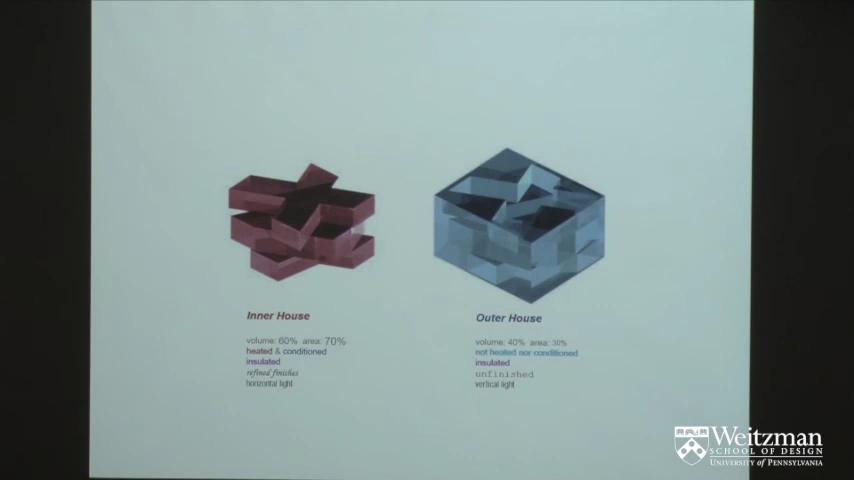 Inner House
volume: 60% area: 70%
heated & conditioned
insulated
refined finishes
horizontal light
Outer House
volume: 40% area: 30%
not heated nor conditioned
insulated
unfinished
vertical light
Weitzman
SCHOOL OF DESIGN
UNIVERSITY of PENNSYLVANIA